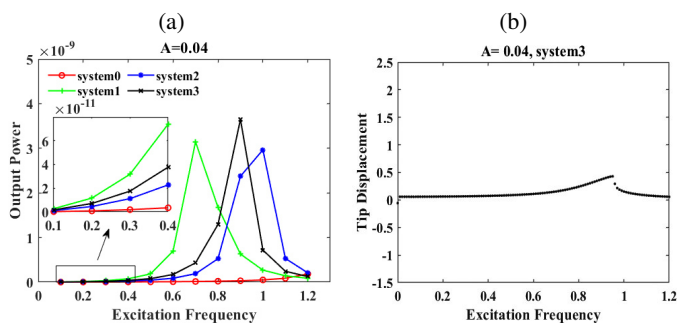 (a)
A=0.04
×10⁻⁹
5
4
3
2
1
0
Output Power
system0 system2
system1 system3
×10⁻¹¹
6
4
2
0
0.1 0.2 0.3 0.4
0 0.2 0.4 0.6 0.8 1 1.2
Excitation Frequency
(b)
A= 0.04, system3
2.5
2
1.5
1
0.5
0
-0.5
-1
-1.5
Tip Displacement
0 0.2 0.4 0.6 0.8 1 1.2
Excitation Frequency